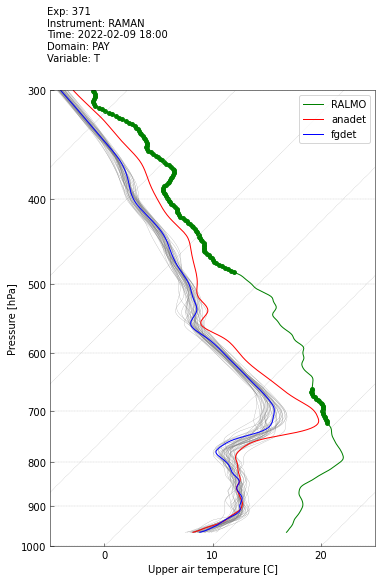 Exp: 371
Instrument: RAMAN
Time: 2022-02-09 18:00
Domain: PAY
Variable: T
300
400
500
600
700
800
900
1000
Pressure [hPa]
RALMO
anadet
fgdet
0
10
20
Upper air temperature [C]